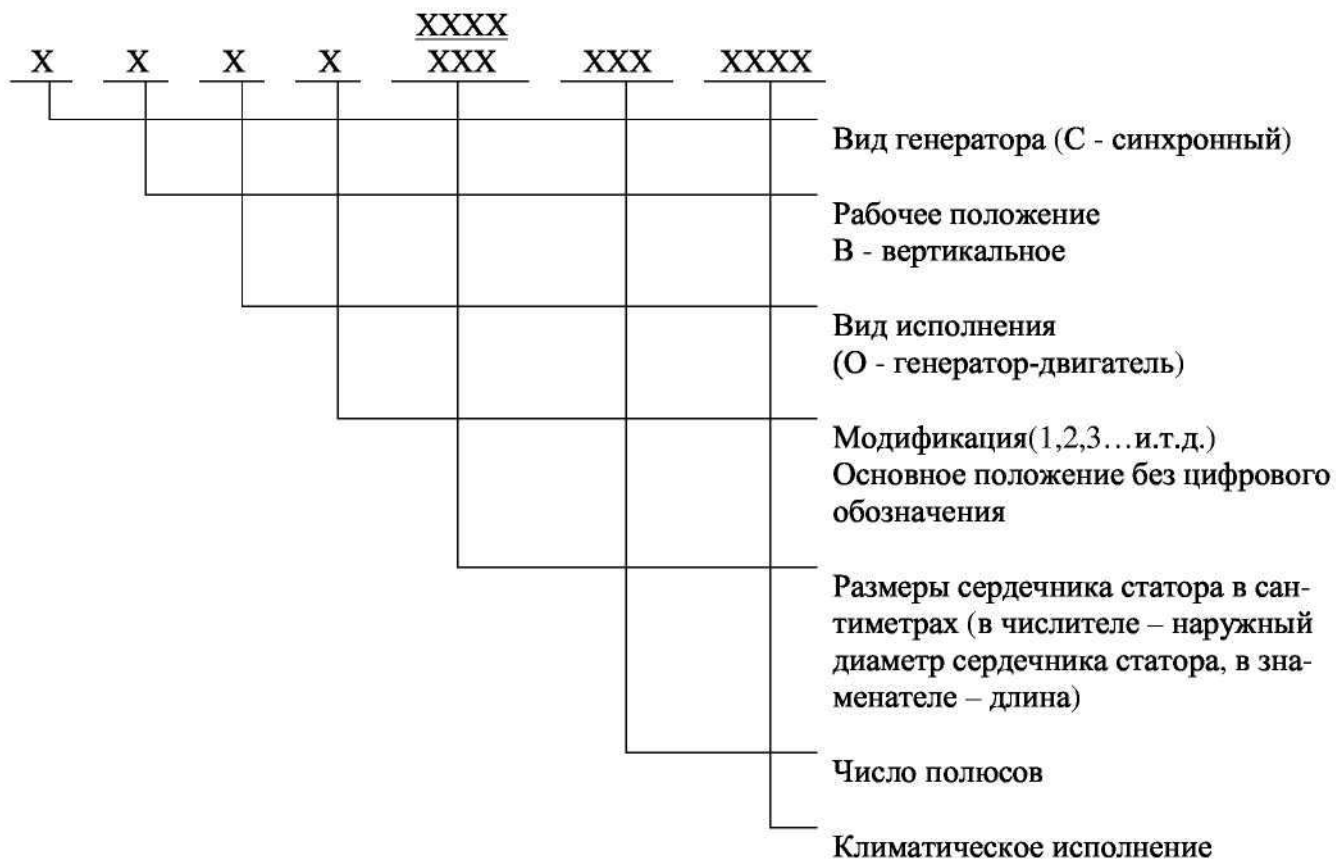 XXXX
X X X X XXX XXX XXXX
Вид генератора (С - синхронный)
Рабочее положение
В - вертикальное
Вид исполнения
(О - генератор-двигатель)
Модификация(1,2,3…и.т.д.)
Основное положение без цифрового
обозначения
Размеры сердечника статора в сан-
тиметрах (в числителе – наружный
диаметр сердечника статора, в зна-
менателе – длина)
Число полюсов
Климатическое исполнение